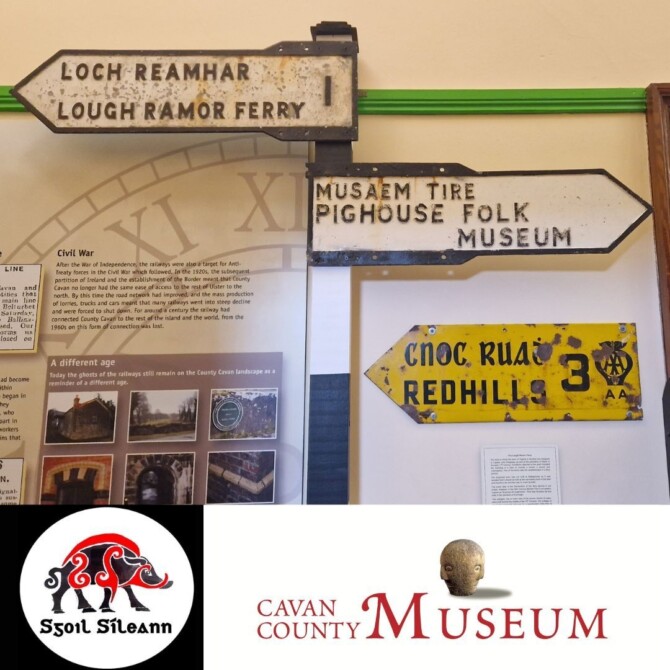 LOCH REAMHAR
LOUGH RAMOR FERRY
1
MUSAEM TIRE
PIGHOUSE FOLK
MUSEUM
XI
XII
Civil War
After the War of Independence, the railways were also a target for Anti-
Treaty forces in the Civil War which followed. In the 1920s, the subsequent
partition of Ireland and the establishment of the Border meant that County
Cavan no longer had the same ease of access to the rest of Ulster to the
north. By this time the road network had improved, and the mass production
of lorries, trucks and cars meant that many railways went into steep decline
and were forced to shut down. For around a century the railway had
connected County Cavan to the rest of the island and the world, from the
1960s on this form of connection was lost.
LINE
A different age
Today the ghosts of the railways still remain on the County Cavan landscape as a
reminder of a different age.
CNOC RUAD
REDHILLS
3
AA
Sgoil Síleann
CAVAN
COUNTY MUSEUM